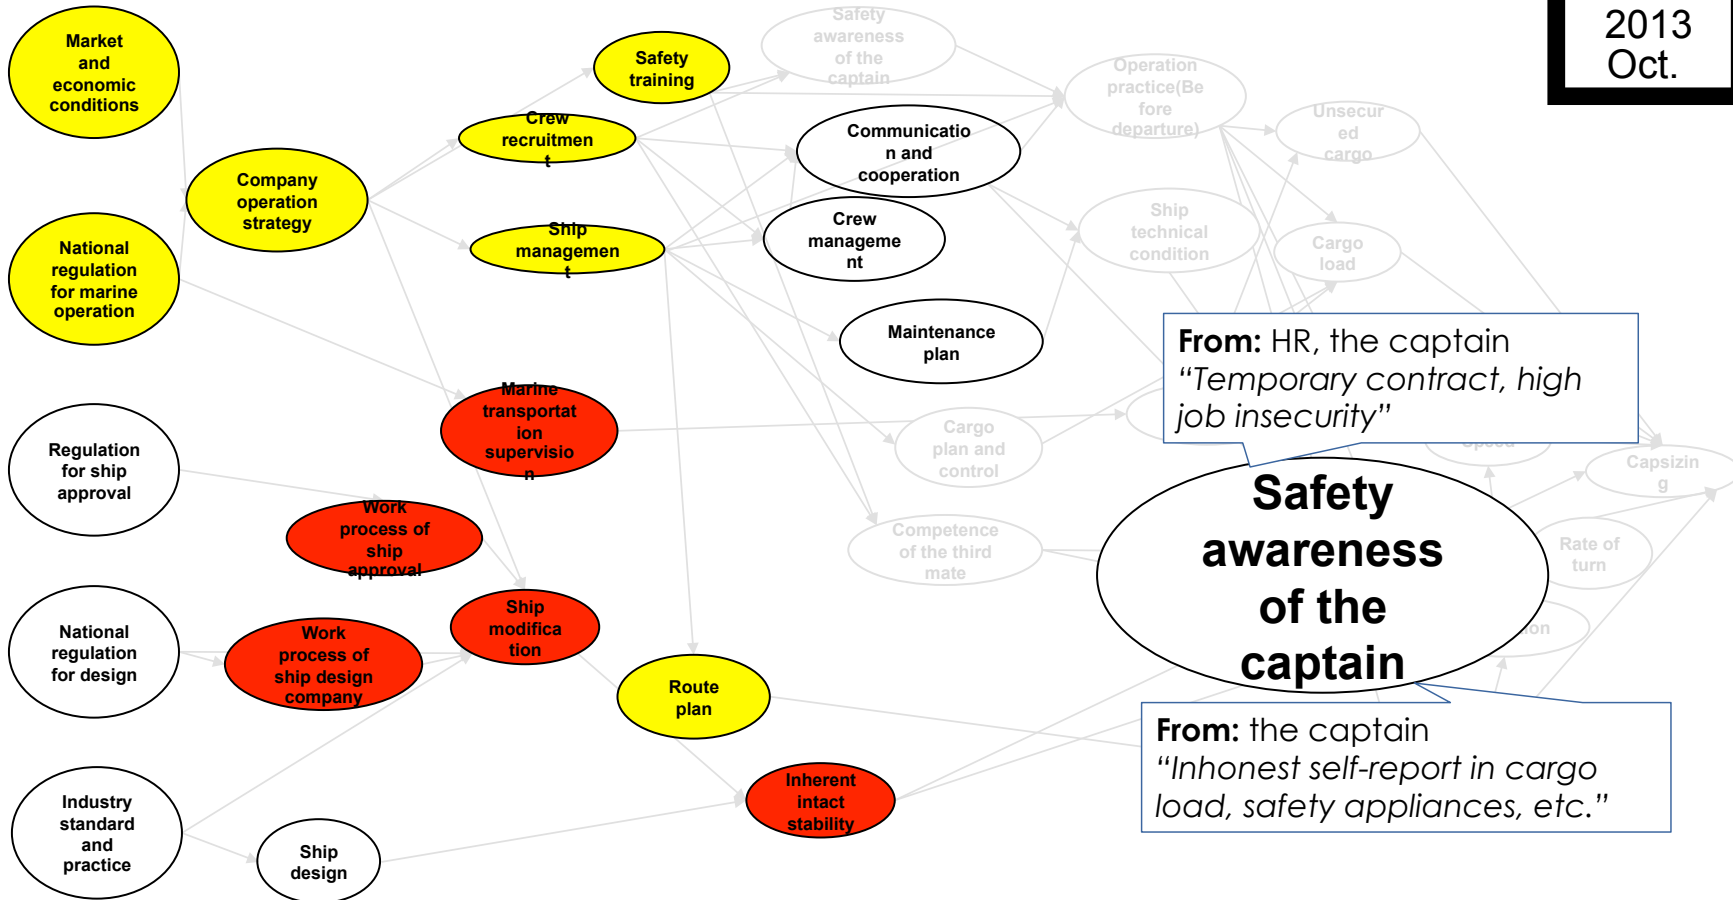 2013
Oct.
Market
and
economic
conditions
Safety
training
Safety
awareness
of the
captain
Operation
practice(Be
fore
departure)
Unsecur
ed
cargo
Crew
recruitmen
t
Communicatio
n and
cooperation
Company
operation
strategy
Ship
managemen
t
Crew
manageme
nt
Ship
technical
condition
Cargo
load
National
regulation
for marine
operation
Maintenance
plan
From: HR, the captain
“Temporary contract, high
job insecurity”
Marine
transportat
ion
supervisio
n
Cargo
plan and
control
Speed
Capsizin
g
Regulation
for ship
approval
Work
process of
ship
approval
Competence
of the third
mate
Safety
awareness
of the
captain
Rate of
turn
National
regulation
for design
Work
process of
ship design
company
Ship
modifica
tion
Route
plan
From: the captain
“Inhonest self-report in cargo
load, safety appliances, etc.”
Inherent
intact
stability
Industry
standard
and
practice
Ship
design